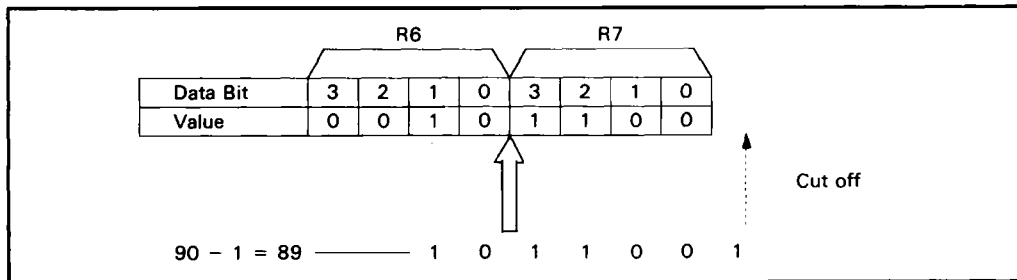 R6 R7
Data Bit 3 2 1 0 3 2 1 0
Value 0 0 1 0 1 1 0 0
Cut off
90 - 1 = 89 1 0 1 1 0 0 1